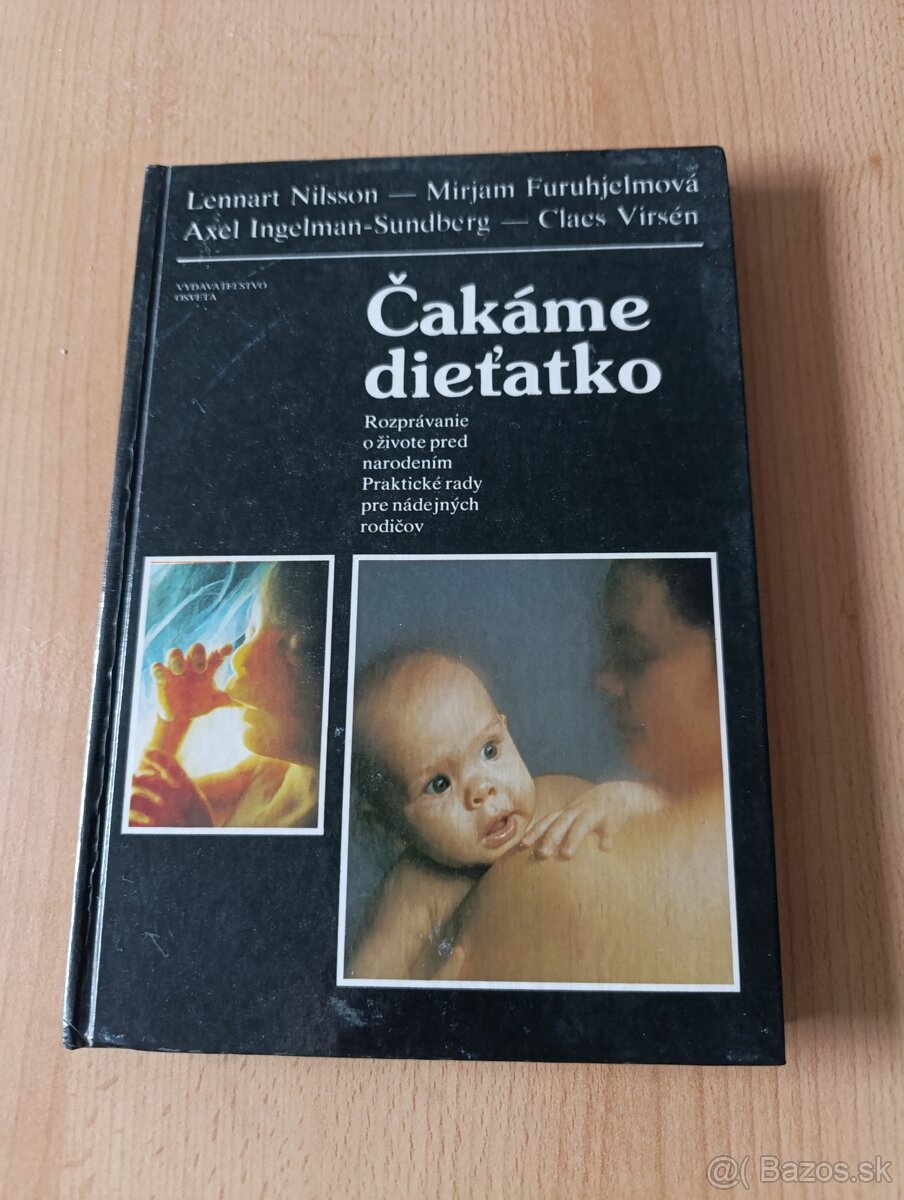 Lennart Nilsson — Mirjam Furuhjelmová
Axel Ingelman-Sundberg — Claes Virsén
VYDAVATEĽSTVO
OSVETA
Čakáme
dieťatko
Rozprávanie
o živote pred
narodením
Praktické rady
pre nádejných
rodičov
@( Bazos.sk